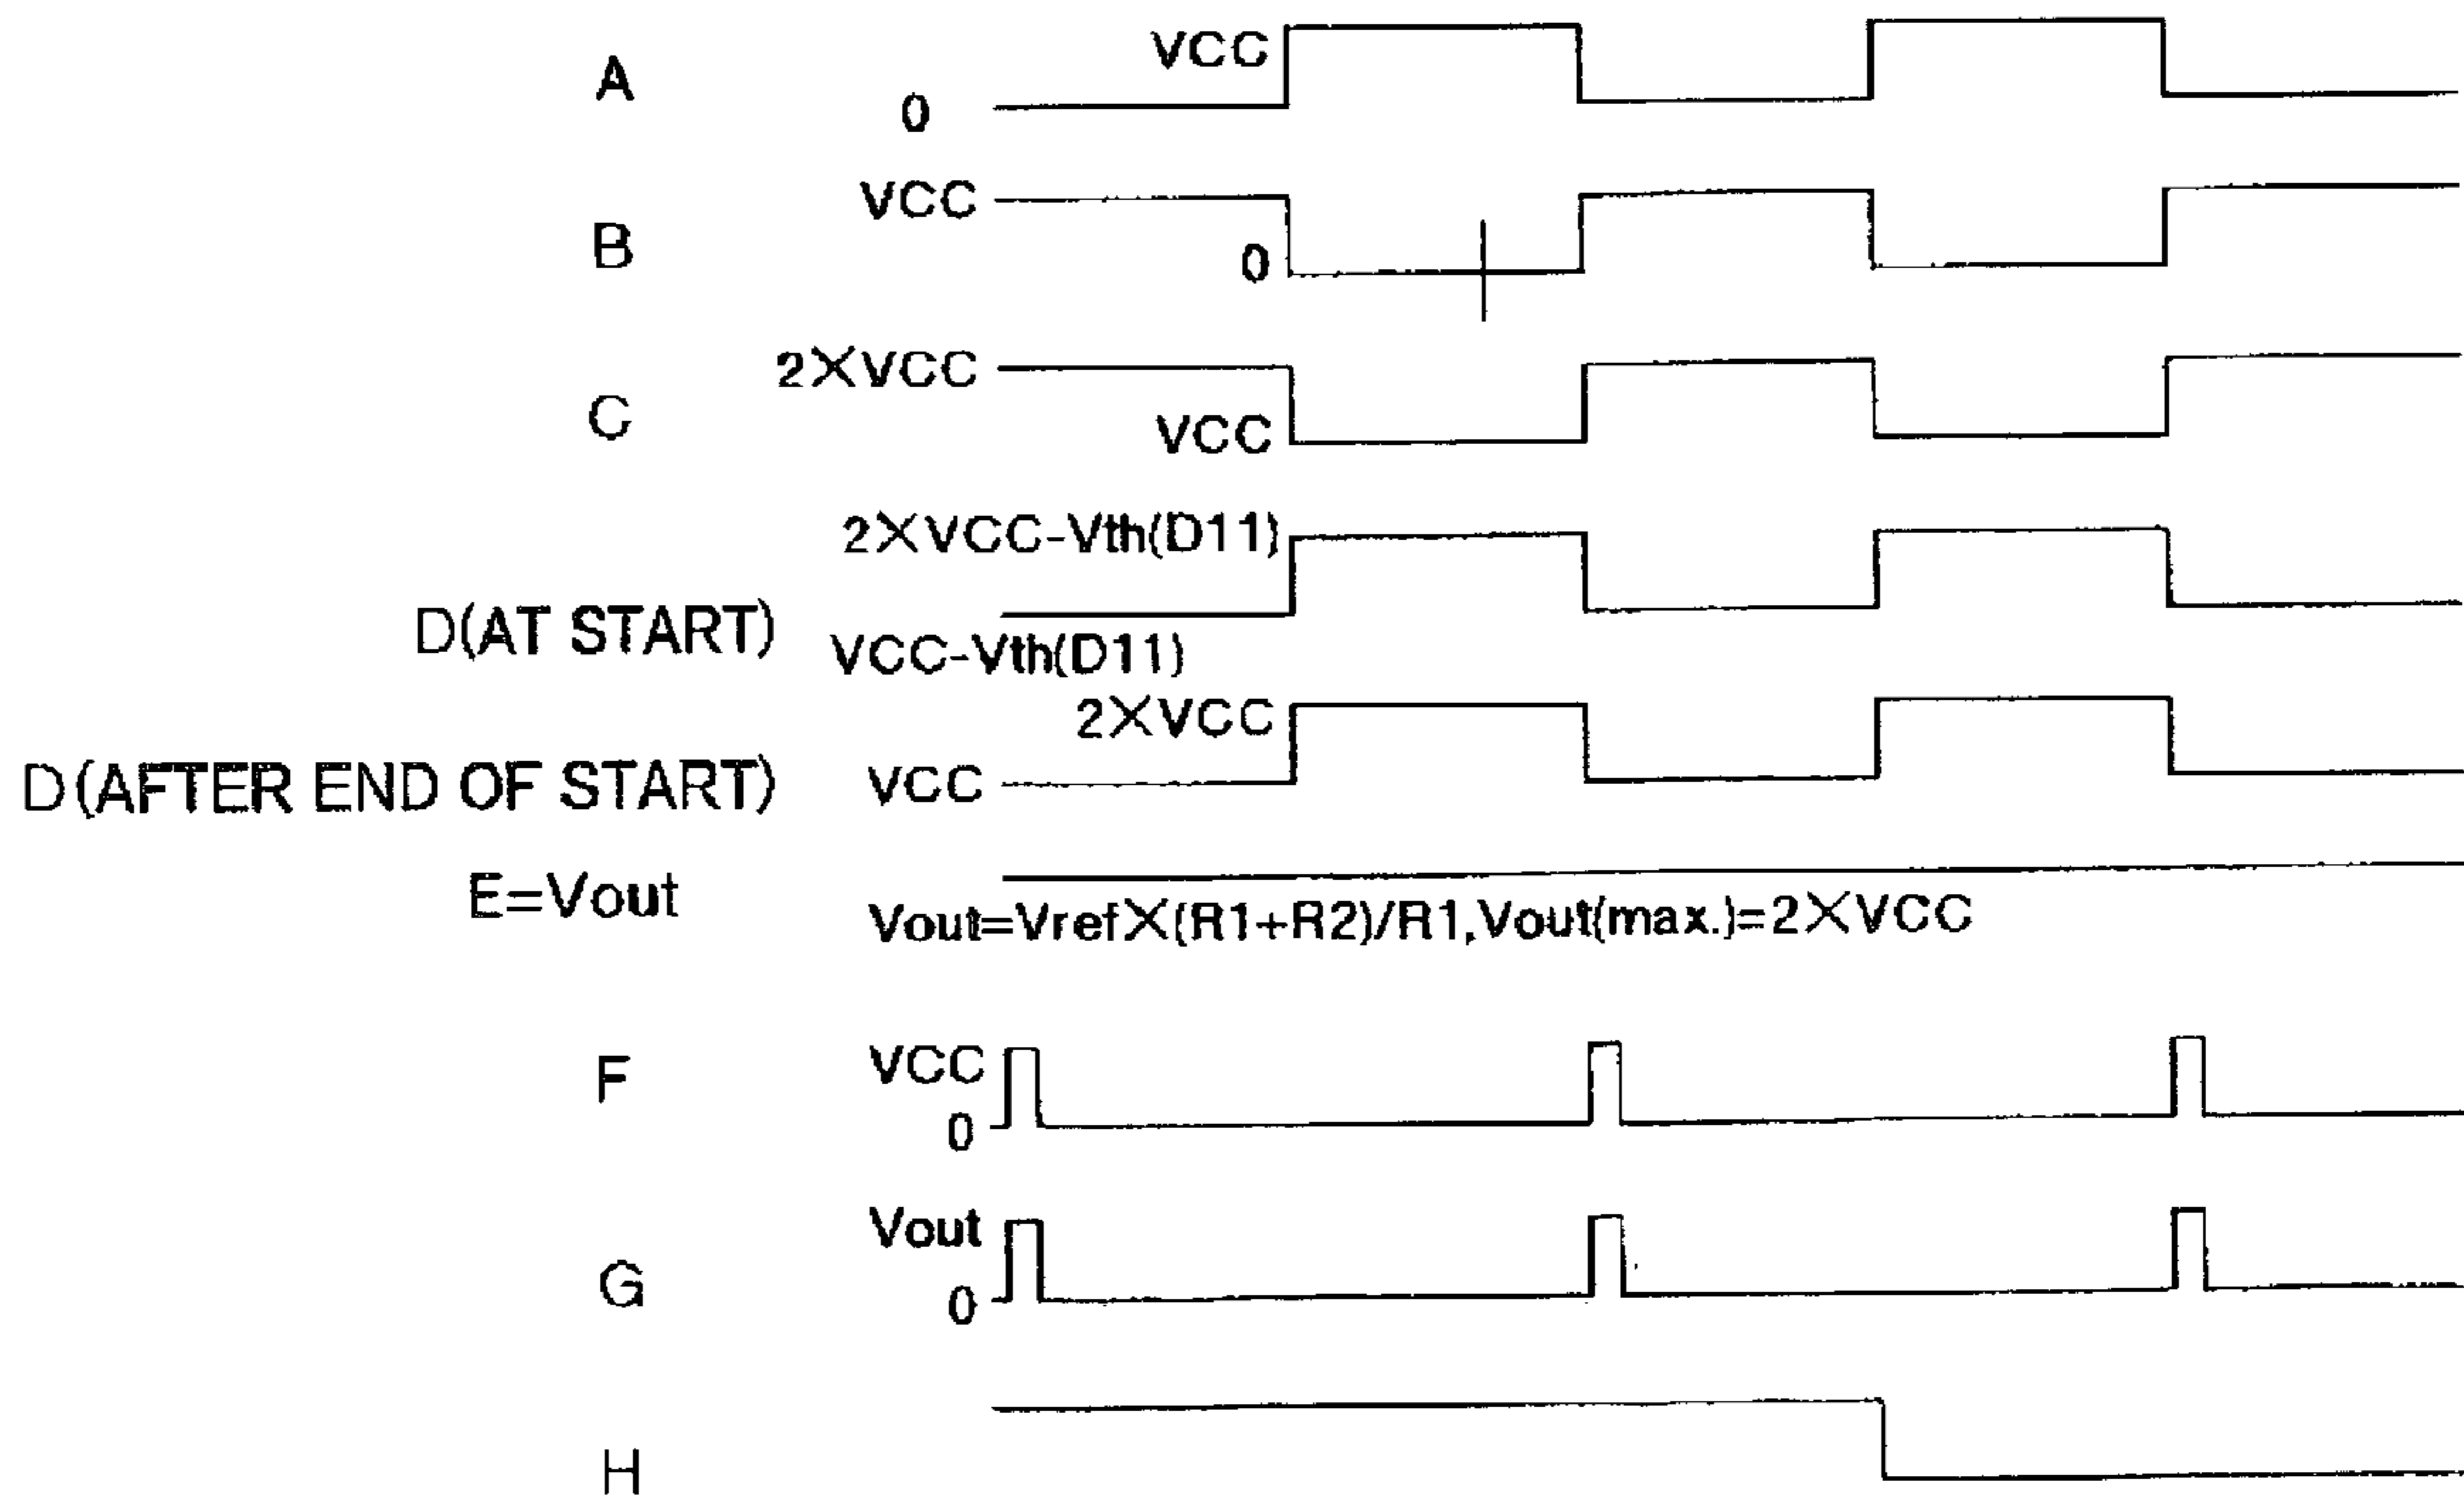 VCC
A
0
VCC
B
0
2×VCC
C
VCC
2×VCC-Vth(D11)
D(AT START)
VCC-Vth(D11)
2×VCC
D(AFTER END OF START)
VCC
E=Vout
Vout=Vref×(R1+R2)/R1,Vout(max.)=2×VCC
F
VCC
0
Vout
G
0
H